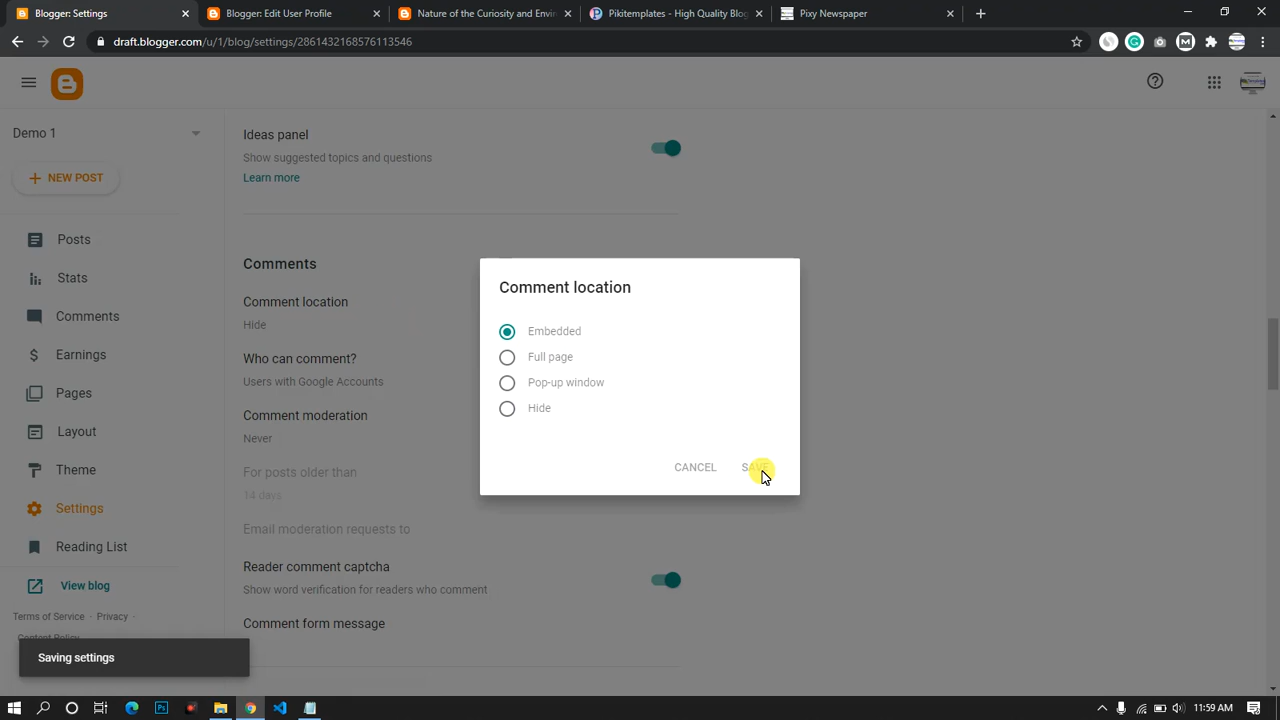 Blogger: Settings
Blogger: Edit User Profile
Nature of the Curiosity and Envir
Pikitemplates - High Quality Blog
Pixy Newspaper
draft.blogger.com/u/1/blog/settings/2861432168576113546
Demo 1
NEW POST
Posts
Stats
Comments
Earnings
Pages
Layout
Theme
Settings
Reading List
View blog
Terms of Service · Privacy ·
Content Policy
Saving settings
Ideas panel
Show suggested topics and questions
Learn more
Comments
Comment location
Hide
Who can comment?
Users with Google Accounts
Comment moderation
Never
For posts older than
14 days
Email moderation requests to
Reader comment captcha
Show word verification for readers who comment
Comment form message
Comment location
Embedded
Full page
Pop-up window
Hide
CANCEL SAVE
11:59 AM